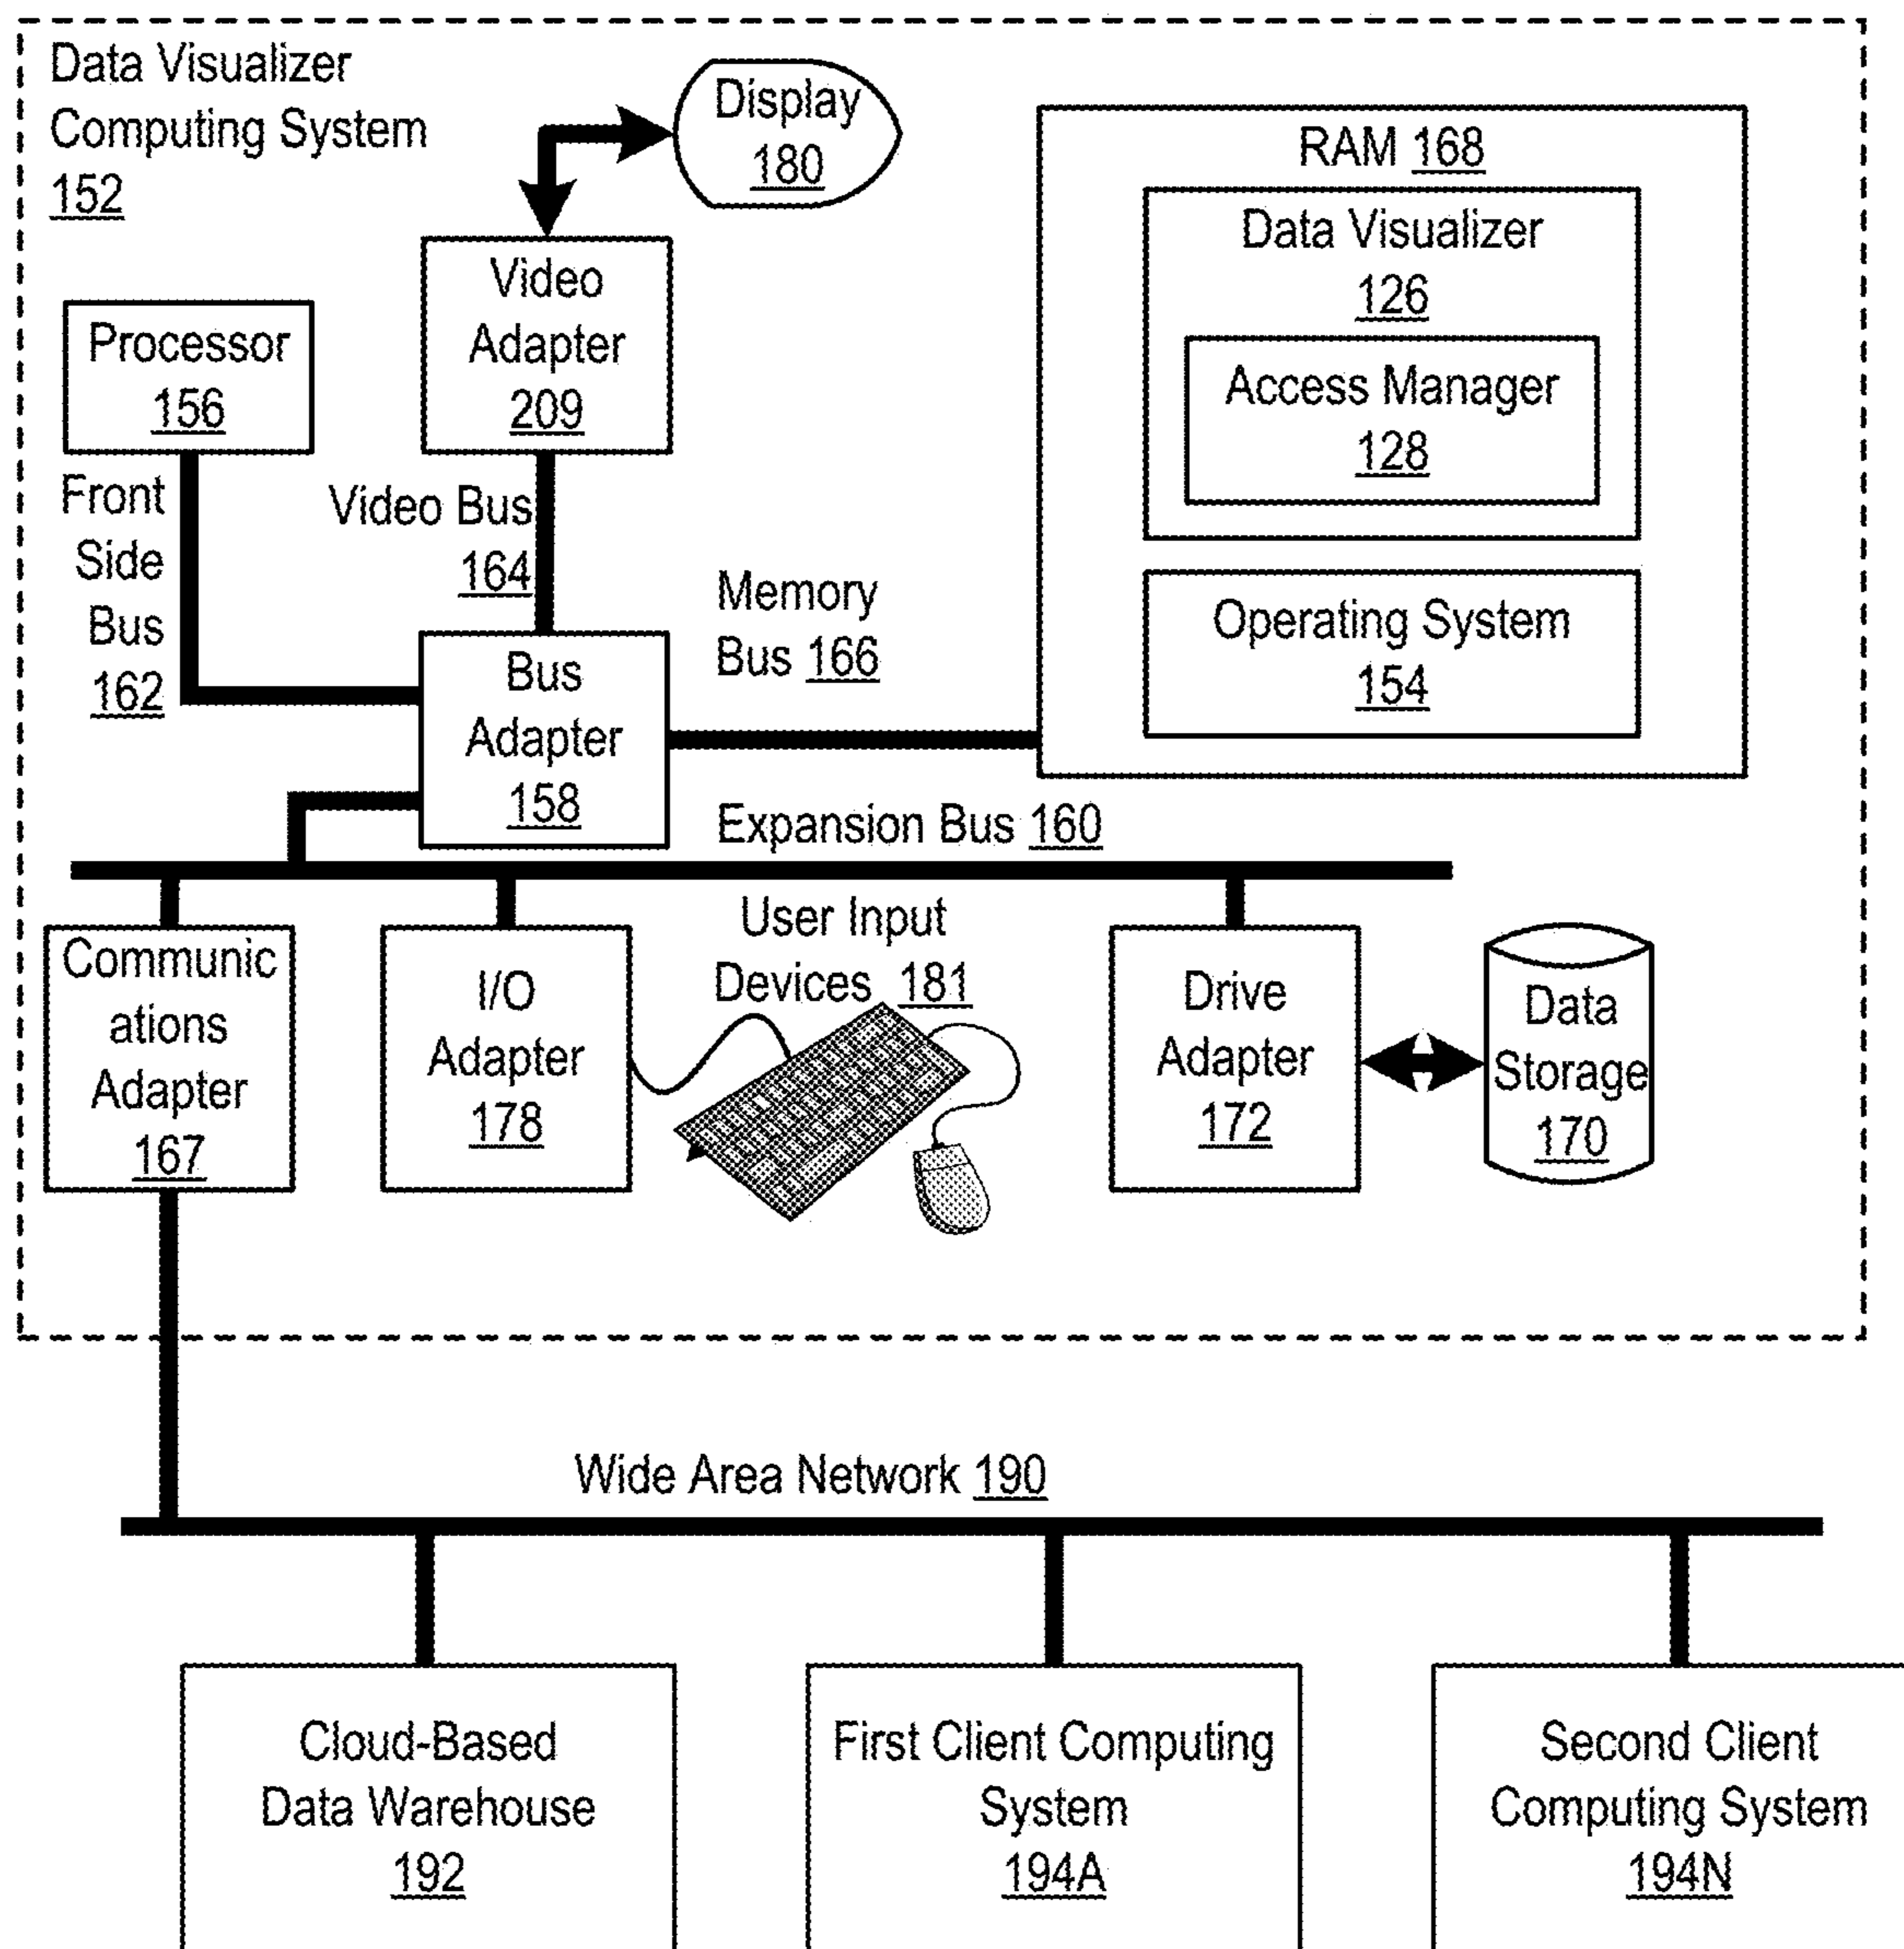 Data Visualizer
Computing System
152
Display
180
RAM 168
Data Visualizer
126
Access Manager
128
Operating System
154
Video
Adapter
209
Processor
156
Front
Side
Bus
162
Video Bus
164
Memory
Bus 166
Bus
Adapter
158
Expansion Bus 160
Communic
ations
Adapter
167
I/O
Adapter
178
User Input
Devices 181
Drive
Adapter
172
Data
Storage
170
Wide Area Network 190
Cloud-Based
Data Warehouse
192
First Client Computing
System
194A
Second Client
Computing System
194N